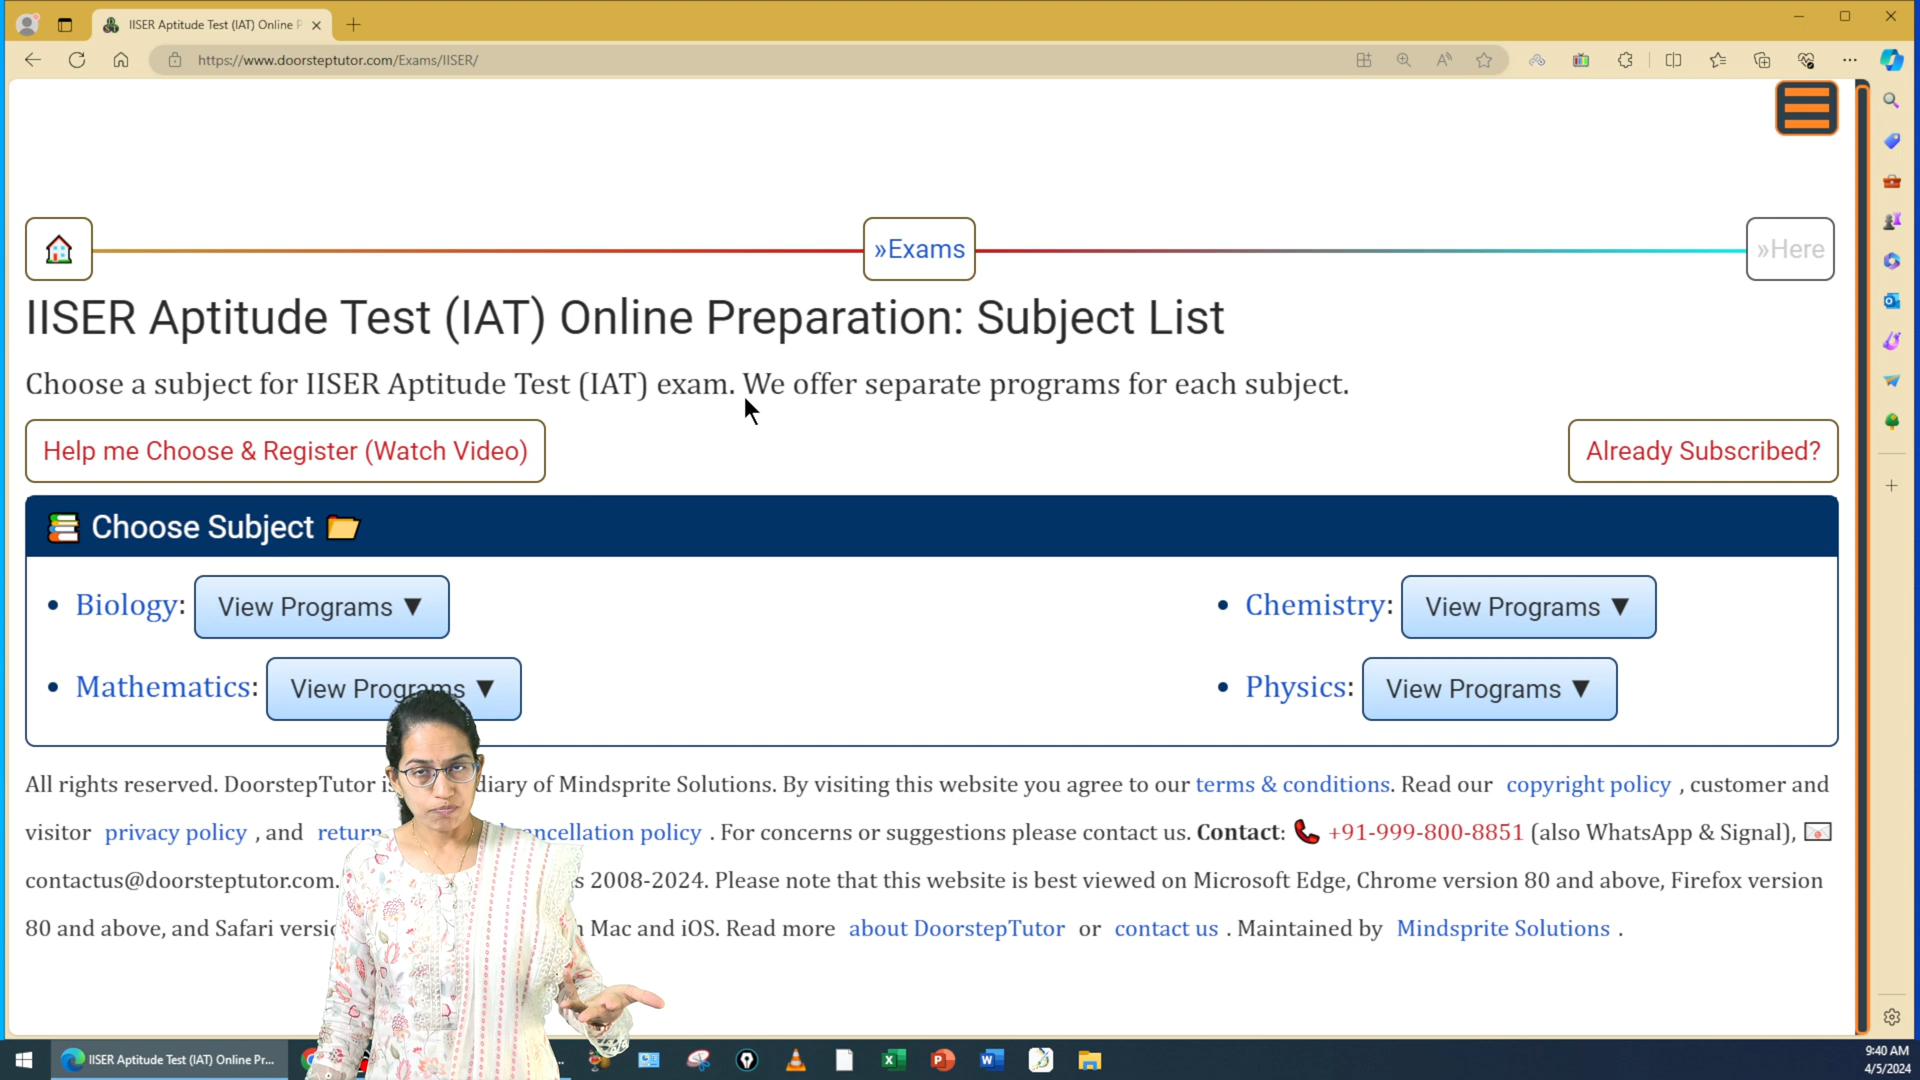 IISER Aptitude Test (IAT) Online P
https://www.doorsteptutor.com/Exams/IISER/
»Exams
»Here
IISER Aptitude Test (IAT) Online Preparation: Subject List
Choose a subject for IISER Aptitude Test (IAT) exam. We offer separate programs for each subject.
Help me Choose & Register (Watch Video)
Already Subscribed?
Choose Subject
Biology: View Programs ▼
Chemistry: View Programs ▼
Mathematics: View Programs ▼
Physics: View Programs ▼
All rights reserved. DoorstepTutor is diary of Mindsprite Solutions. By visiting this website you agree to our terms & conditions. Read our copyright policy , customer and
visitor privacy policy , and return ancellation policy . For concerns or suggestions please contact us. Contact: +91-999-800-8851 (also WhatsApp & Signal),
contactus@doorsteptutor.com. s 2008-2024. Please note that this website is best viewed on Microsoft Edge, Chrome version 80 and above, Firefox version
80 and above, and Safari versi Mac and iOS. Read more about DoorstepTutor or contact us . Maintained by Mindsprite Solutions .
IISER Aptitude Test (IAT) Online Pr...
9:40 AM
4/5/2024